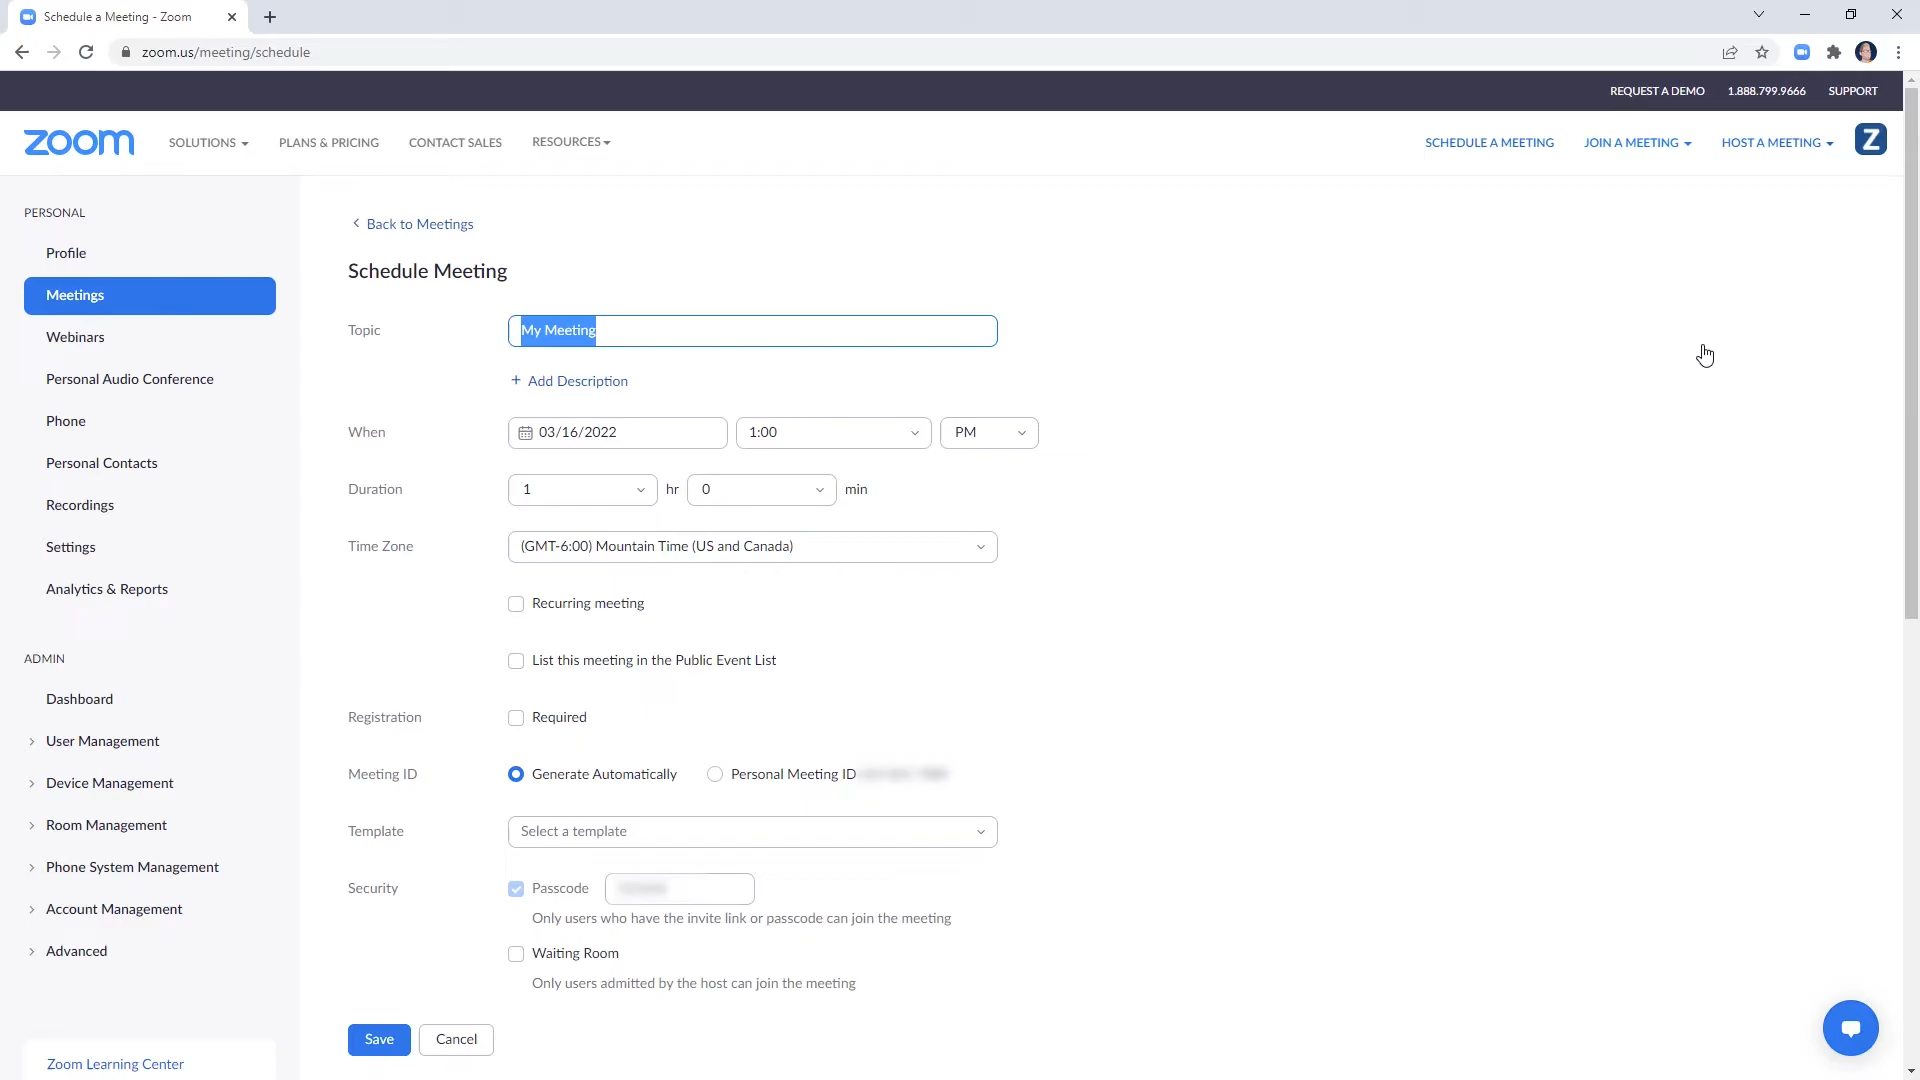 Schedule a Meeting - Zoom
zoom.us/meeting/schedule
REQUEST A DEMO 1.888.799.9666 SUPPORT
zoom SOLUTIONS PLANS & PRICING CONTACT SALES RESOURCES SCHEDULE A MEETING JOIN A MEETING HOST A MEETING Z
PERSONAL
Profile
Meetings
Webinars
Personal Audio Conference
Phone
Personal Contacts
Recordings
Settings
Analytics & Reports
ADMIN
Dashboard
User Management
Device Management
Room Management
Phone System Management
Account Management
Advanced
Zoom Learning Center
Back to Meetings
Schedule Meeting
Topic My Meeting
+ Add Description
When 03/16/2022 1:00 PM
Duration 1 hr 0 min
Time Zone (GMT-6:00) Mountain Time (US and Canada)
Recurring meeting
List this meeting in the Public Event List
Registration Required
Meeting ID Generate Automatically Personal Meeting ID
Template Select a template
Security Passcode
Only users who have the invite link or passcode can join the meeting
Waiting Room
Only users admitted by the host can join the meeting
Save Cancel